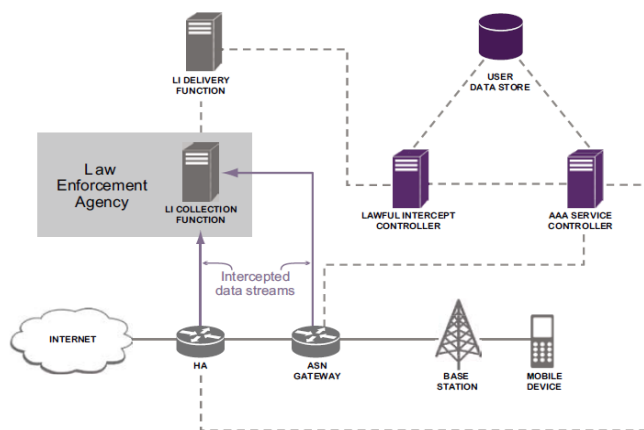 LI DELIVERY
FUNCTION
USER
DATA STORE
Law
Enforcement
Agency
LI COLLECTION
FUNCTION
LAWFUL INTERCEPT
CONTROLLER
AAA SERVICE
CONTROLLER
Intercepted
data streams
INTERNET
HA
ASN
GATEWAY
BASE
STATION
MOBILE
DEVICE